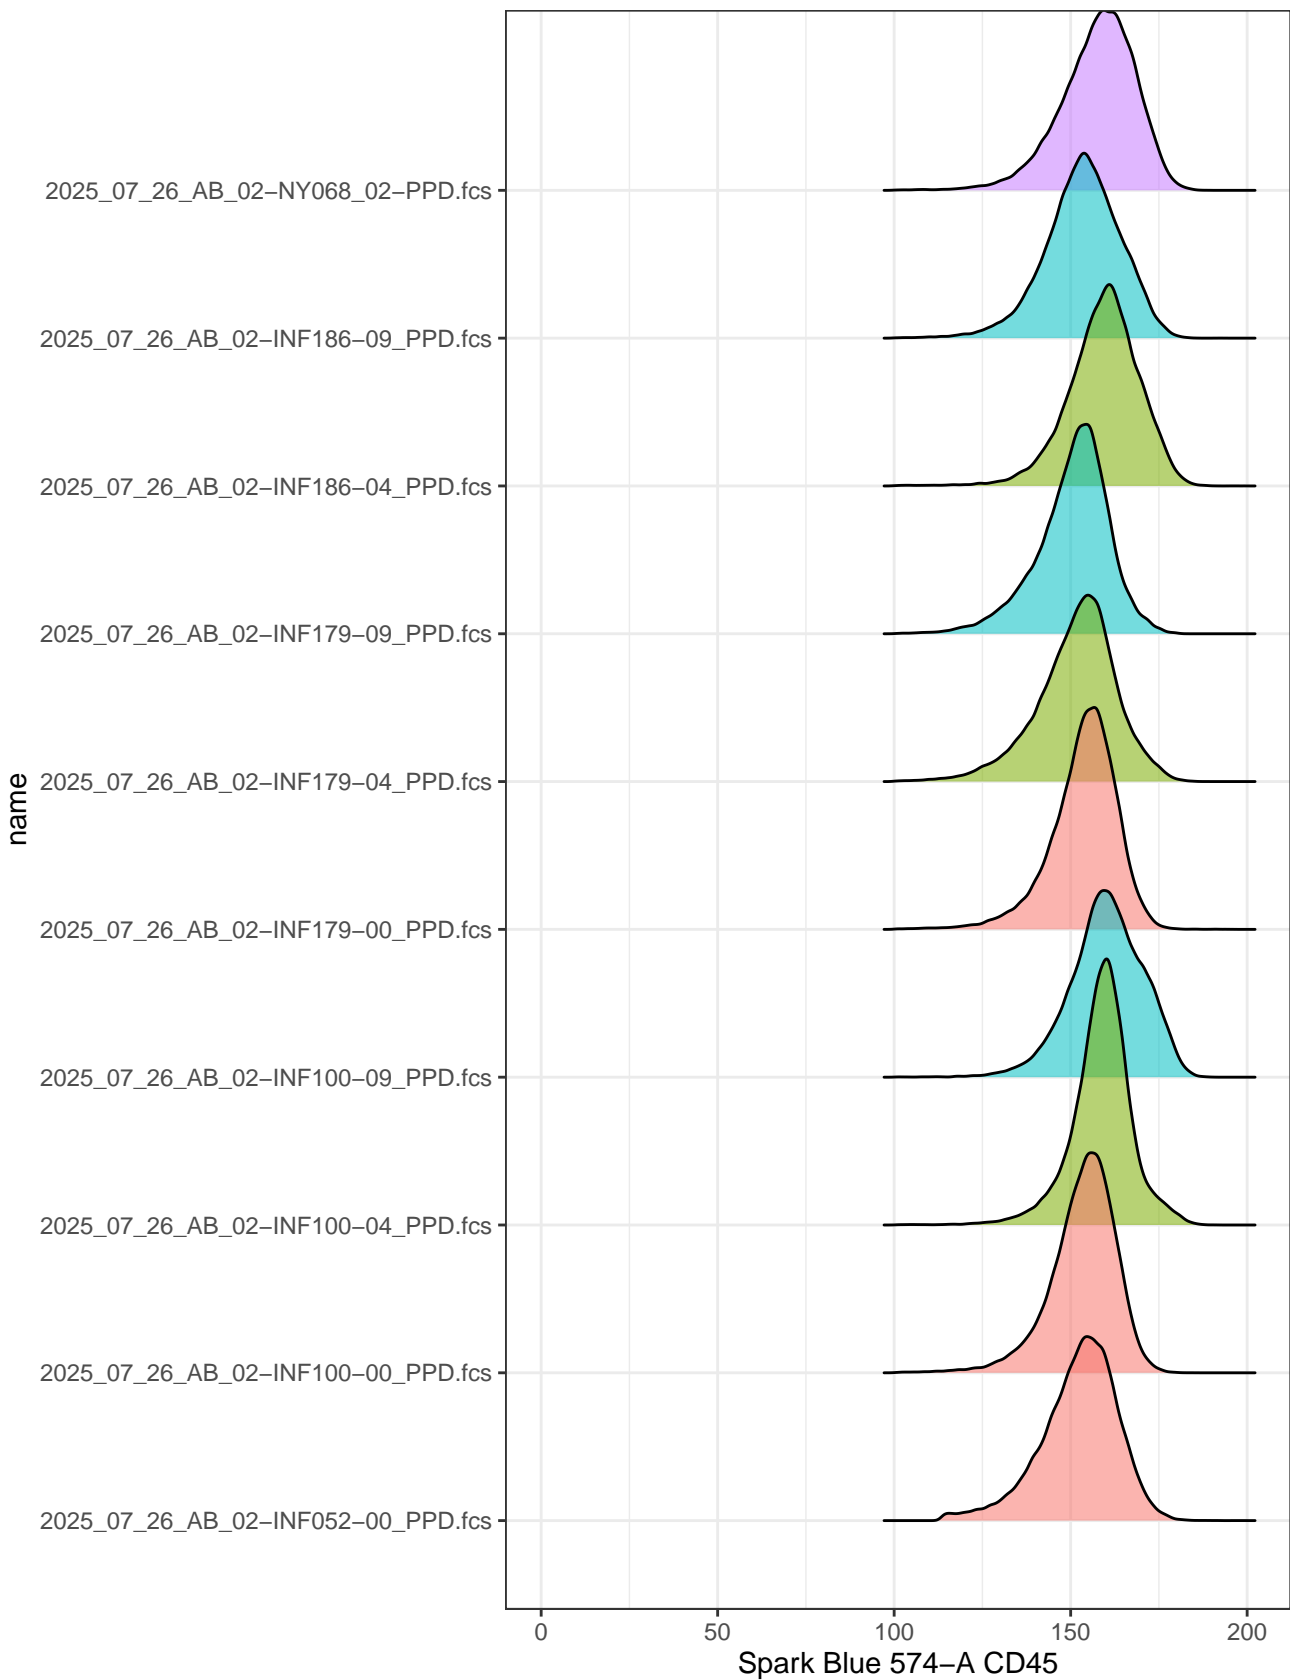 2025_07_26_AB_02−NY068_02−PPD.fcs
2025_07_26_AB_02−INF186−09_PPD.fcs
2025_07_26_AB_02−INF186−04_PPD.fcs
2025_07_26_AB_02−INF179−09_PPD.fcs
2025_07_26_AB_02−INF179−04_PPD.fcs
2025_07_26_AB_02−INF179−00_PPD.fcs
2025_07_26_AB_02−INF100−09_PPD.fcs
2025_07_26_AB_02−INF100−04_PPD.fcs
2025_07_26_AB_02−INF100−00_PPD.fcs
2025_07_26_AB_02−INF052−00_PPD.fcs
name
0 50 100 150 200
Spark Blue 574−A CD45